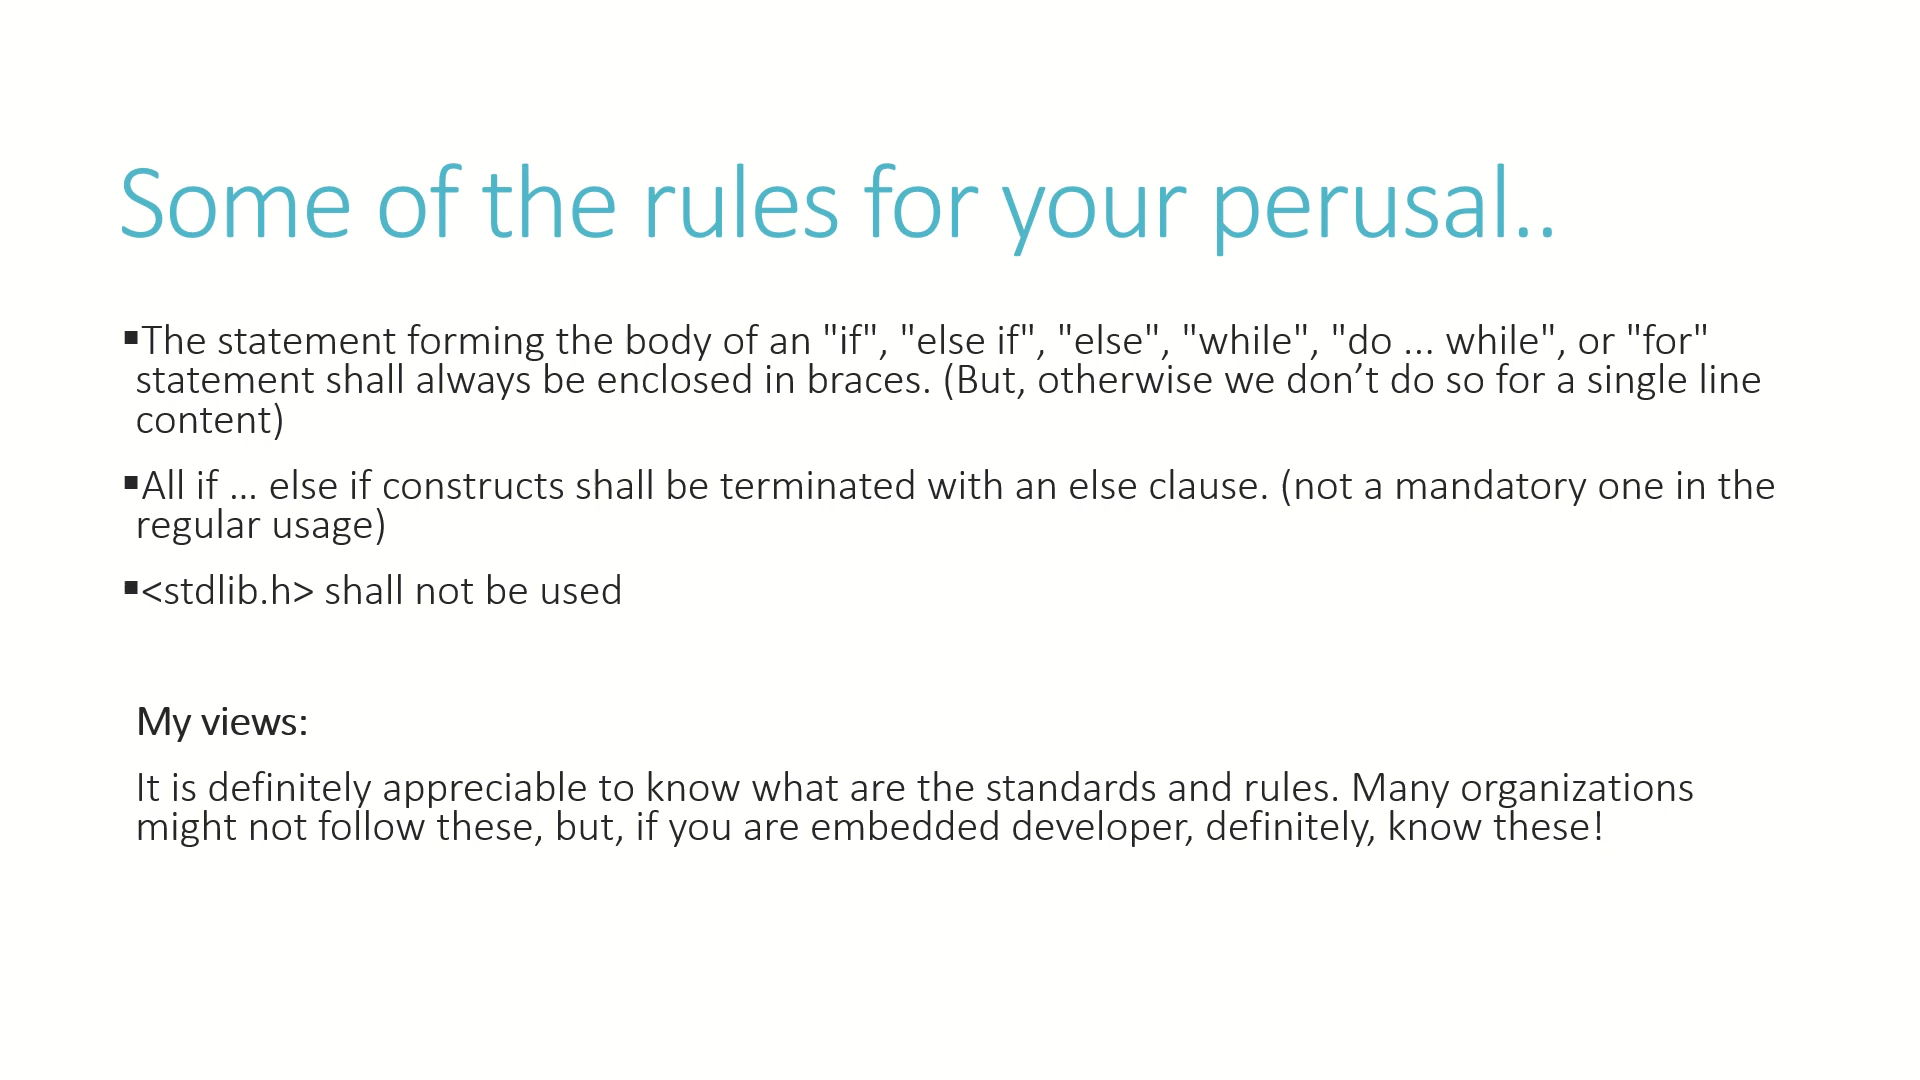 Some of the rules for your perusal..
▪The statement forming the body of an "if", "else if", "else", "while", "do ... while", or "for"
statement shall always be enclosed in braces. (But, otherwise we don’t do so for a single line
content)
▪All if ... else if constructs shall be terminated with an else clause. (not a mandatory one in the
regular usage)
▪<stdlib.h> shall not be used
My views:
It is definitely appreciable to know what are the standards and rules. Many organizations
might not follow these, but, if you are embedded developer, definitely, know these!